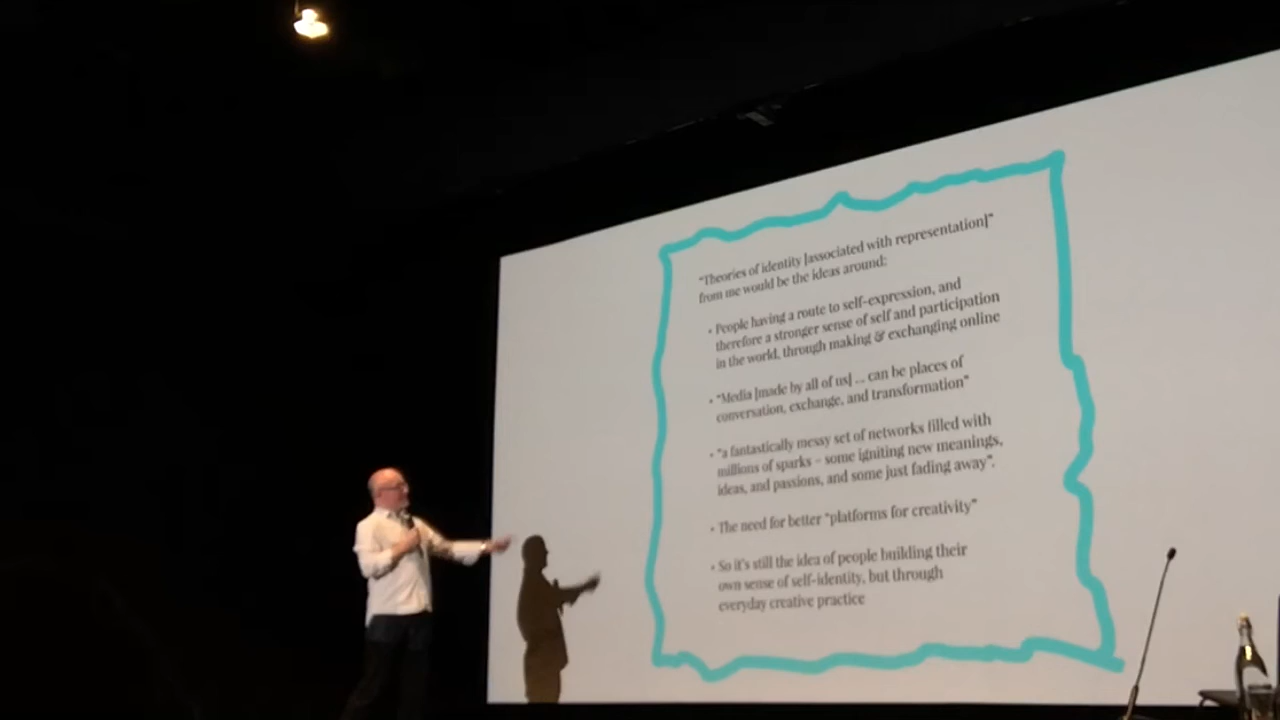 "Theories of identity [associated with representation]"
from me would be the ideas around:
• People having a route to self-expression, and
therefore a stronger sense of self and participation
in the world, through making & exchanging online
• "Media [made by all of us] ... can be places of
conversation, exchange, and transformation"
• "a fantastically messy set of networks filled with
millions of sparks – some igniting new meanings,
ideas, and passions, and some just fading away".
• The need for better "platforms for creativity"
• So it's still the idea of people building their
own sense of self-identity, but through
everyday creative practice